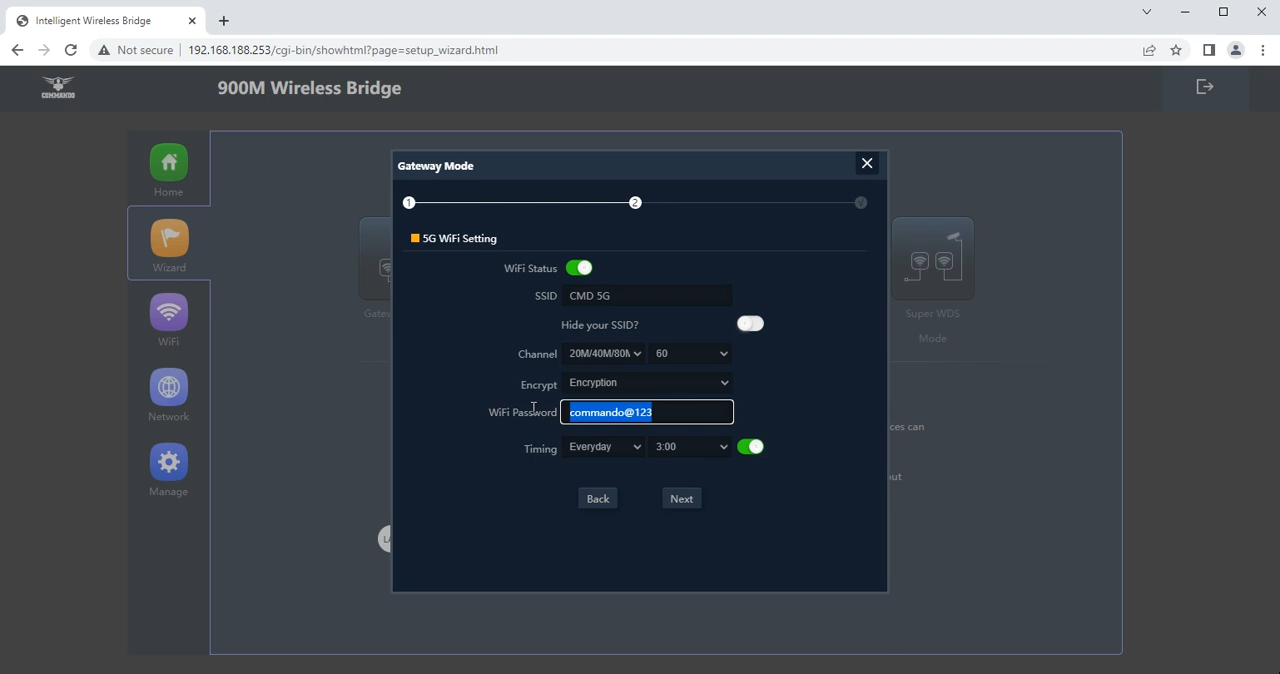 Intelligent Wireless Bridge
Not secure
192.168.188.253/cgi-bin/showhtml?page=setup_wizard.html
COMMANDO
900M Wireless Bridge
Home
Wizard
WiFi
Network
Manage
Gateway Mode
1
2
5G WiFi Setting
WiFi Status
SSID CMD 5G
Hide your SSID?
Channel 20M/40M/80M 60
Encrypt Encryption
WiFi Password commando@123
Timing Everyday 3:00
Back Next
Gatew
Super WDS
Mode
ces can
out
LA